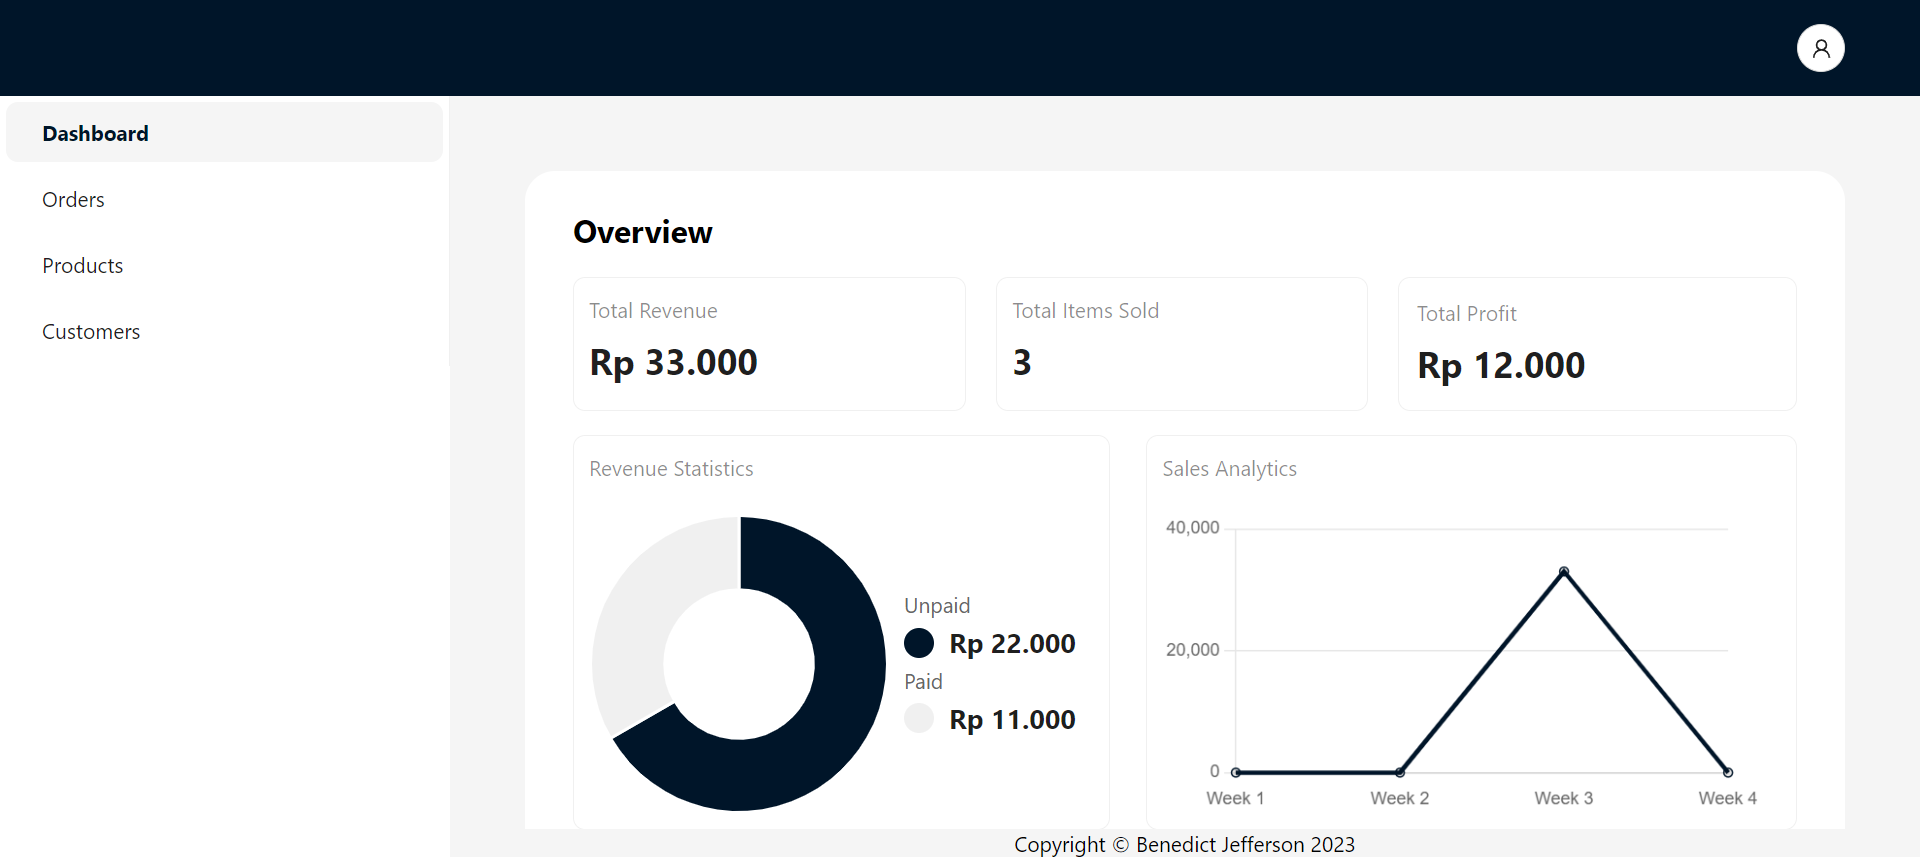 Dashboard
Orders
Products
Customers
Overview
Total Revenue
Rp 33.000
Total Items Sold
3
Total Profit
Rp 12.000
Revenue Statistics
Unpaid
Rp 22.000
Paid
Rp 11.000
Sales Analytics
40,000
20,000
0
Week 1 Week 2 Week 3 Week 4
Copyright © Benedict Jefferson 2023